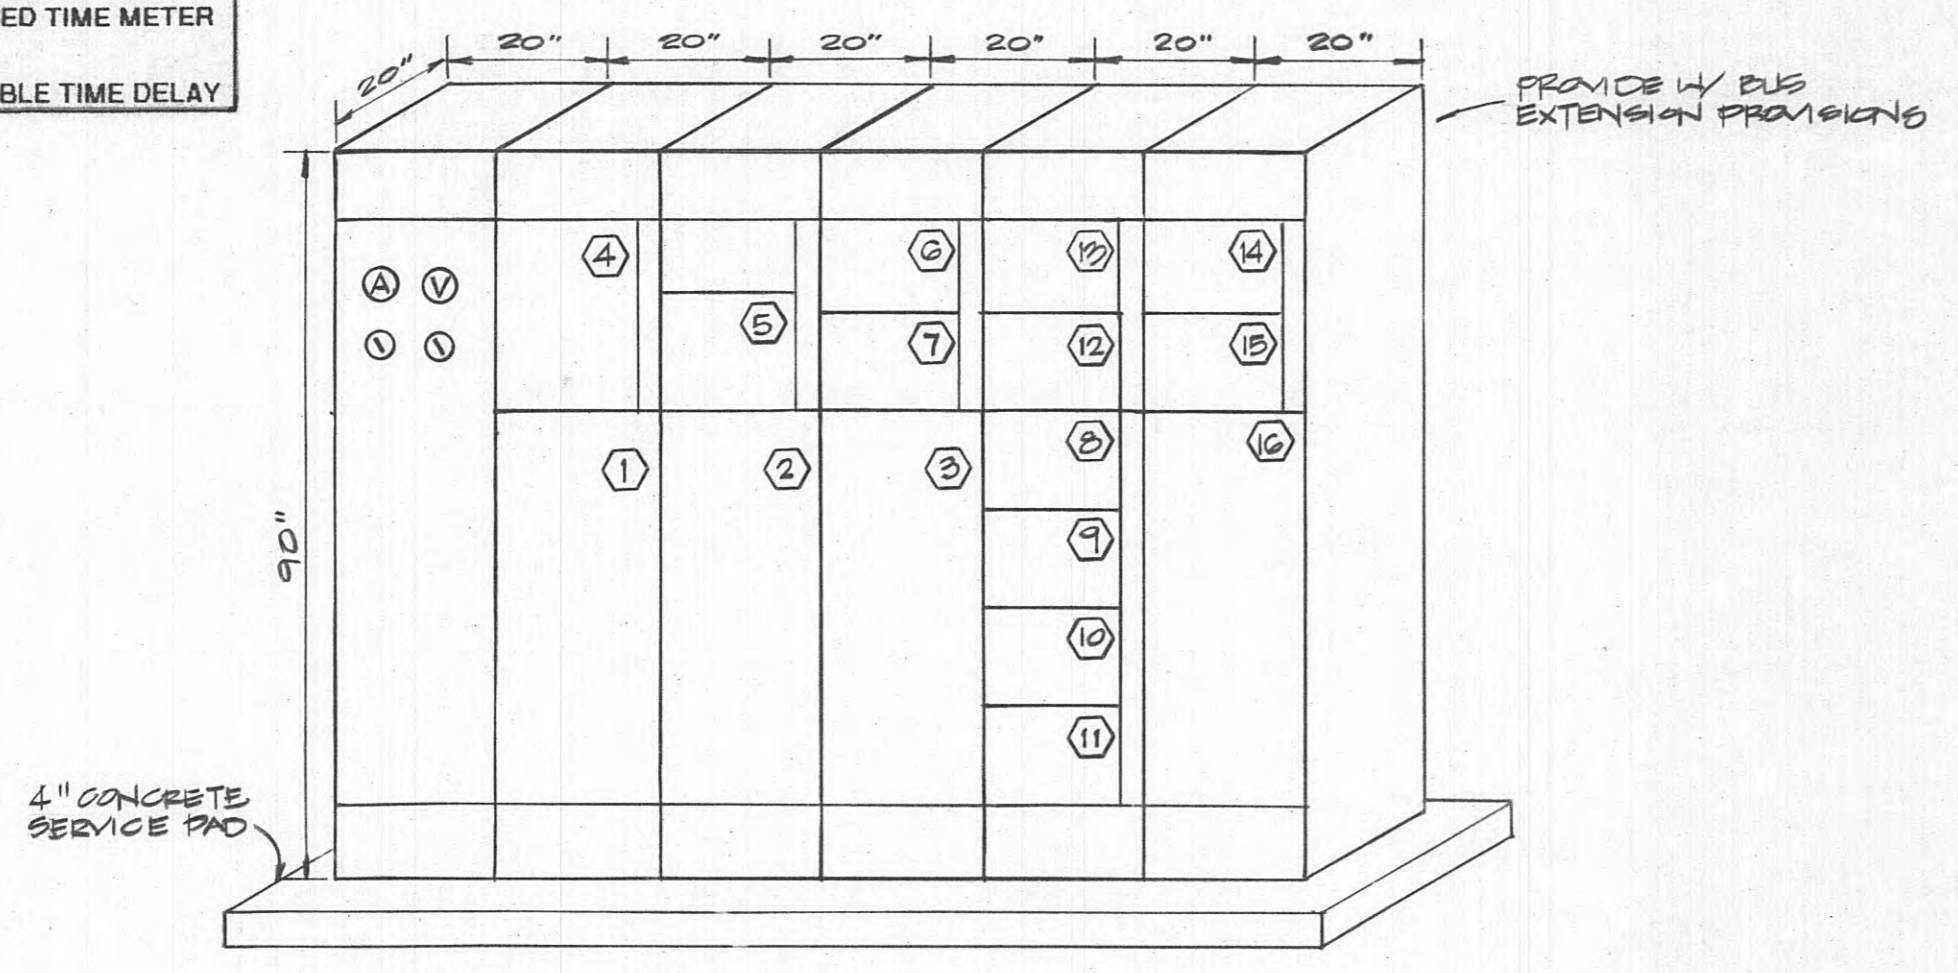 ED TIME METER
BLE TIME DELAY
20" 20" 20" 20" 20" 20"
20"
PROVIDE W/ BUS
EXTENSION PROVISIONS
4 6 13 14
A V
5 7 12 15
1 1
8 16
1 2 3
9
90"
10
11
4" CONCRETE
SERVICE PAD